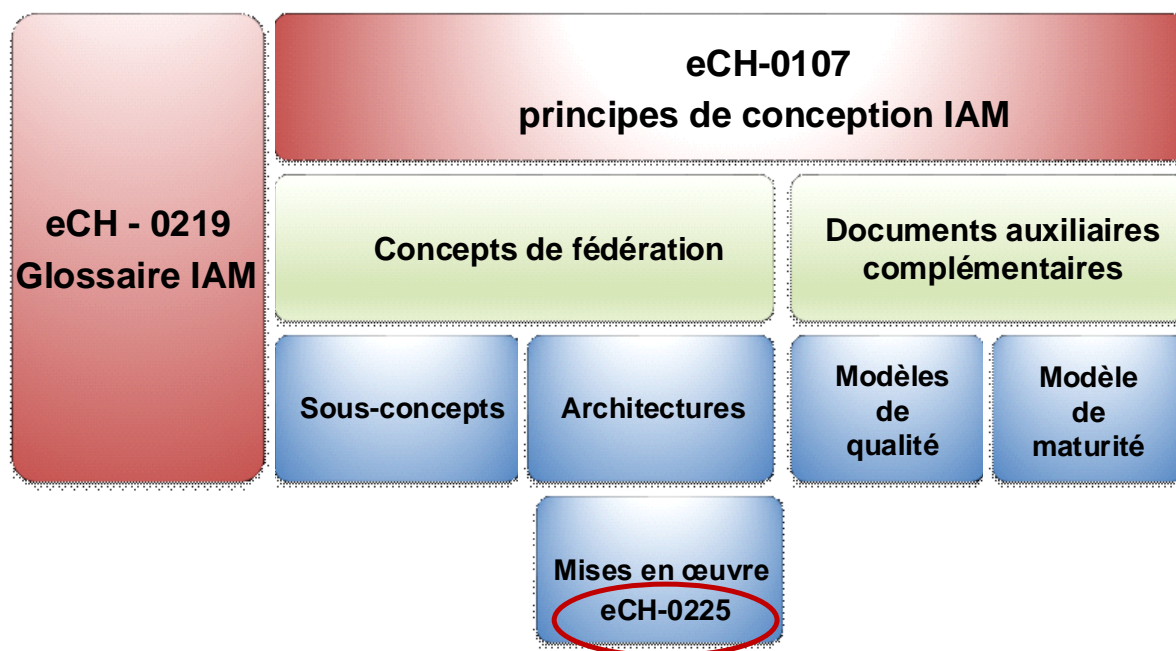 eCH - 0219
Glossaire IAM
eCH-0107
principes de conception IAM
Concepts de fédération
Documents auxiliaires
complémentaires
Sous-concepts
Architectures
Modèles
de
qualité
Modèle
de
maturité
Mises en œuvre
eCH-0225